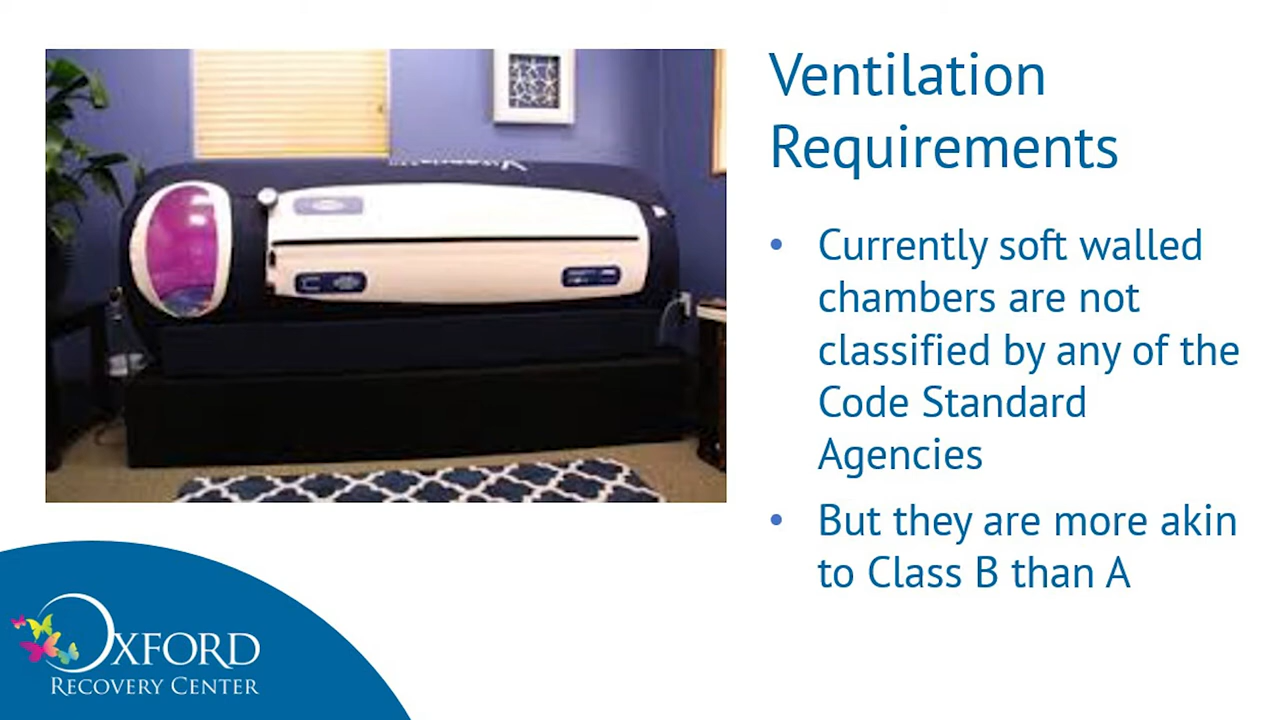 Ventilation
Requirements
• Currently soft walled
chambers are not
classified by any of the
Code Standard
Agencies
• But they are more akin
to Class B than A
OXFORD
RECOVERY CENTER